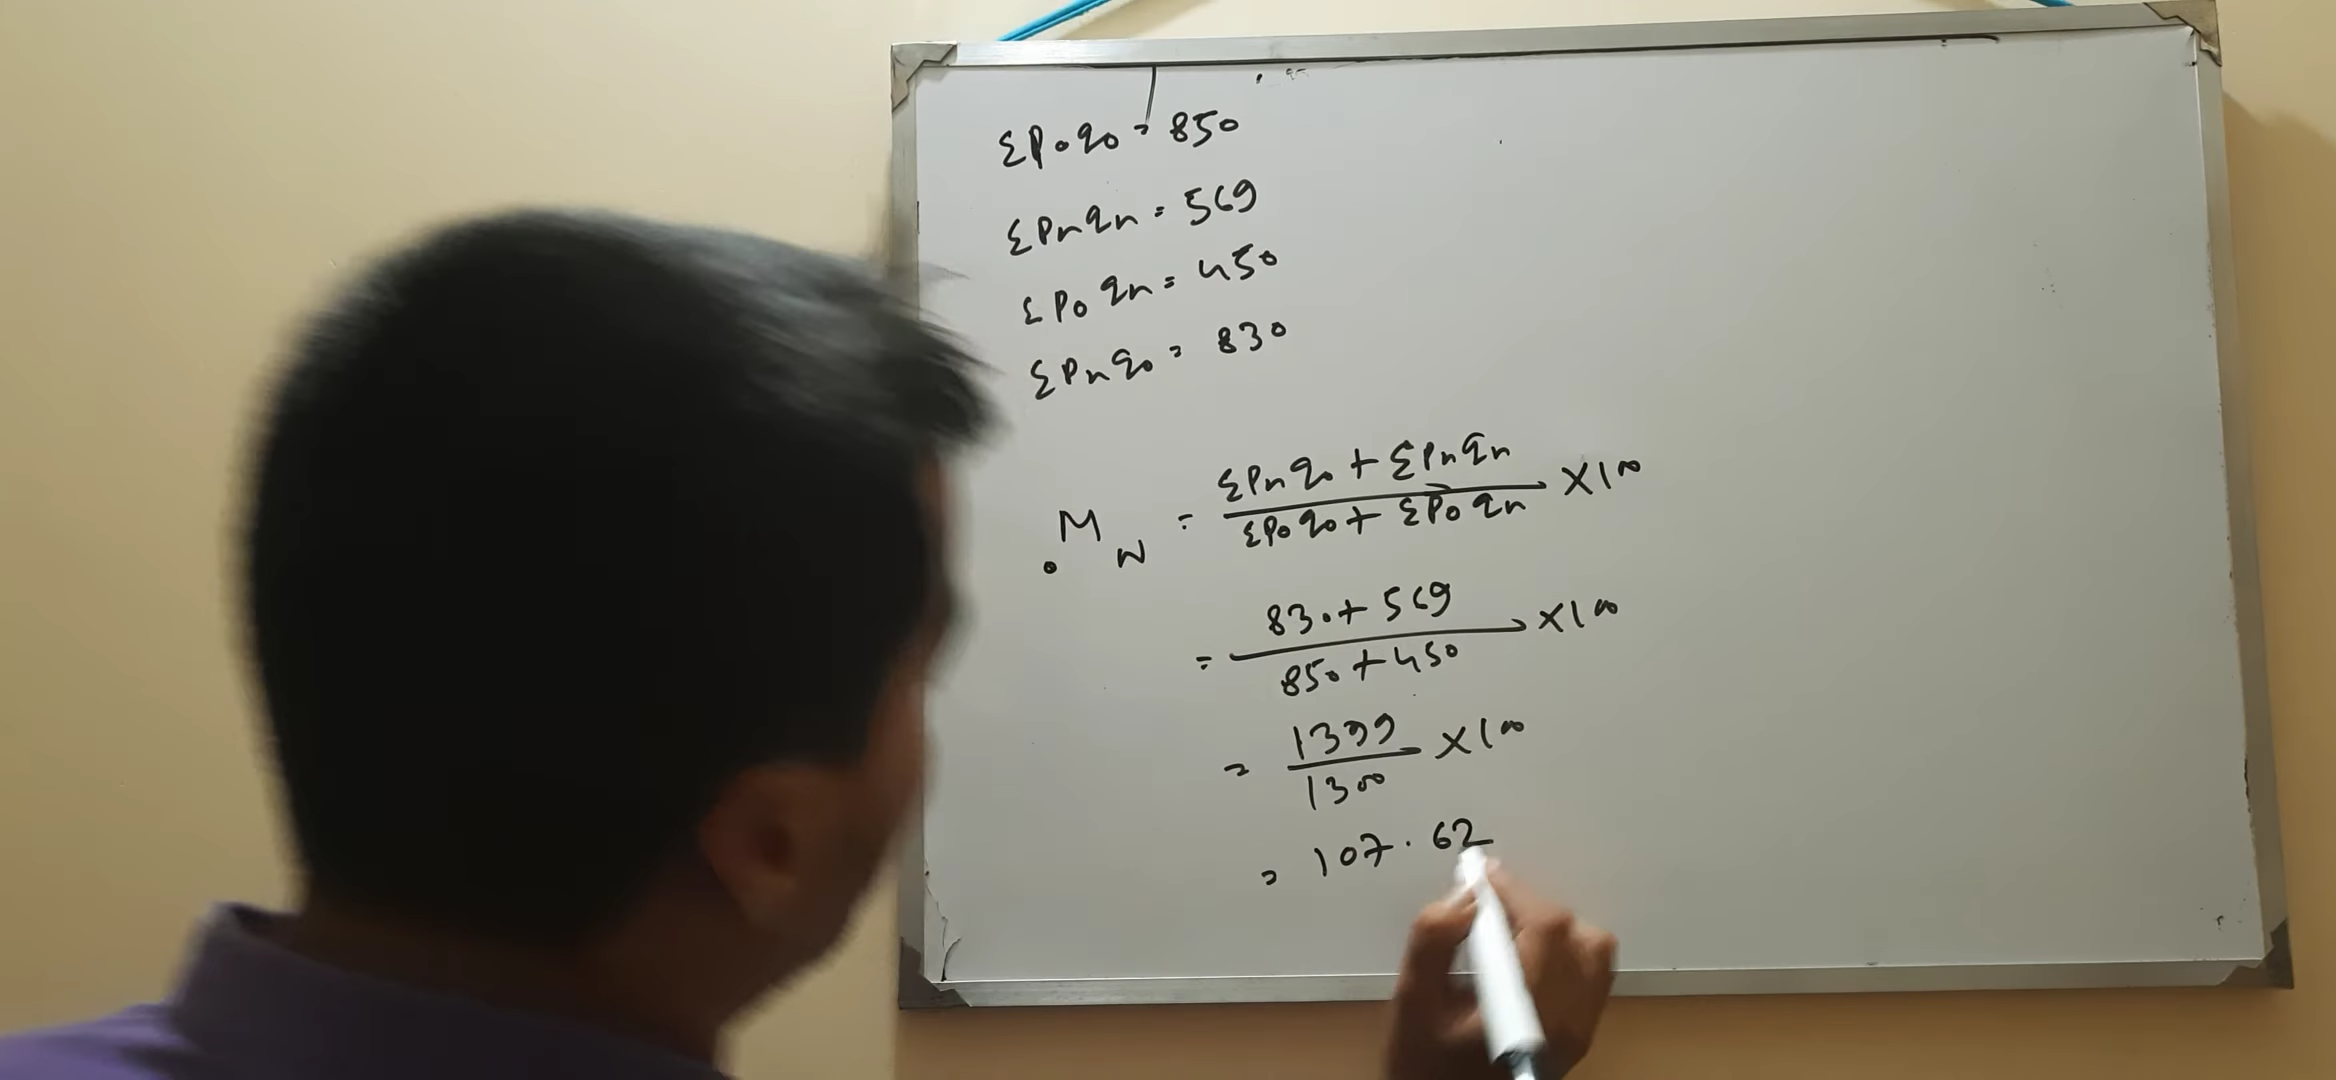 ΣP₀q₀ = 850
ΣPnqn = 569
ΣP₀qn = 450
ΣPnq₀ = 830
₀Mₙ = (ΣPnq₀ + ΣPnqn) / (ΣP₀q₀ + ΣP₀qn) × 100
= (830 + 569) / (850 + 450) × 100
= 1399 / 1300 × 100
= 107.62